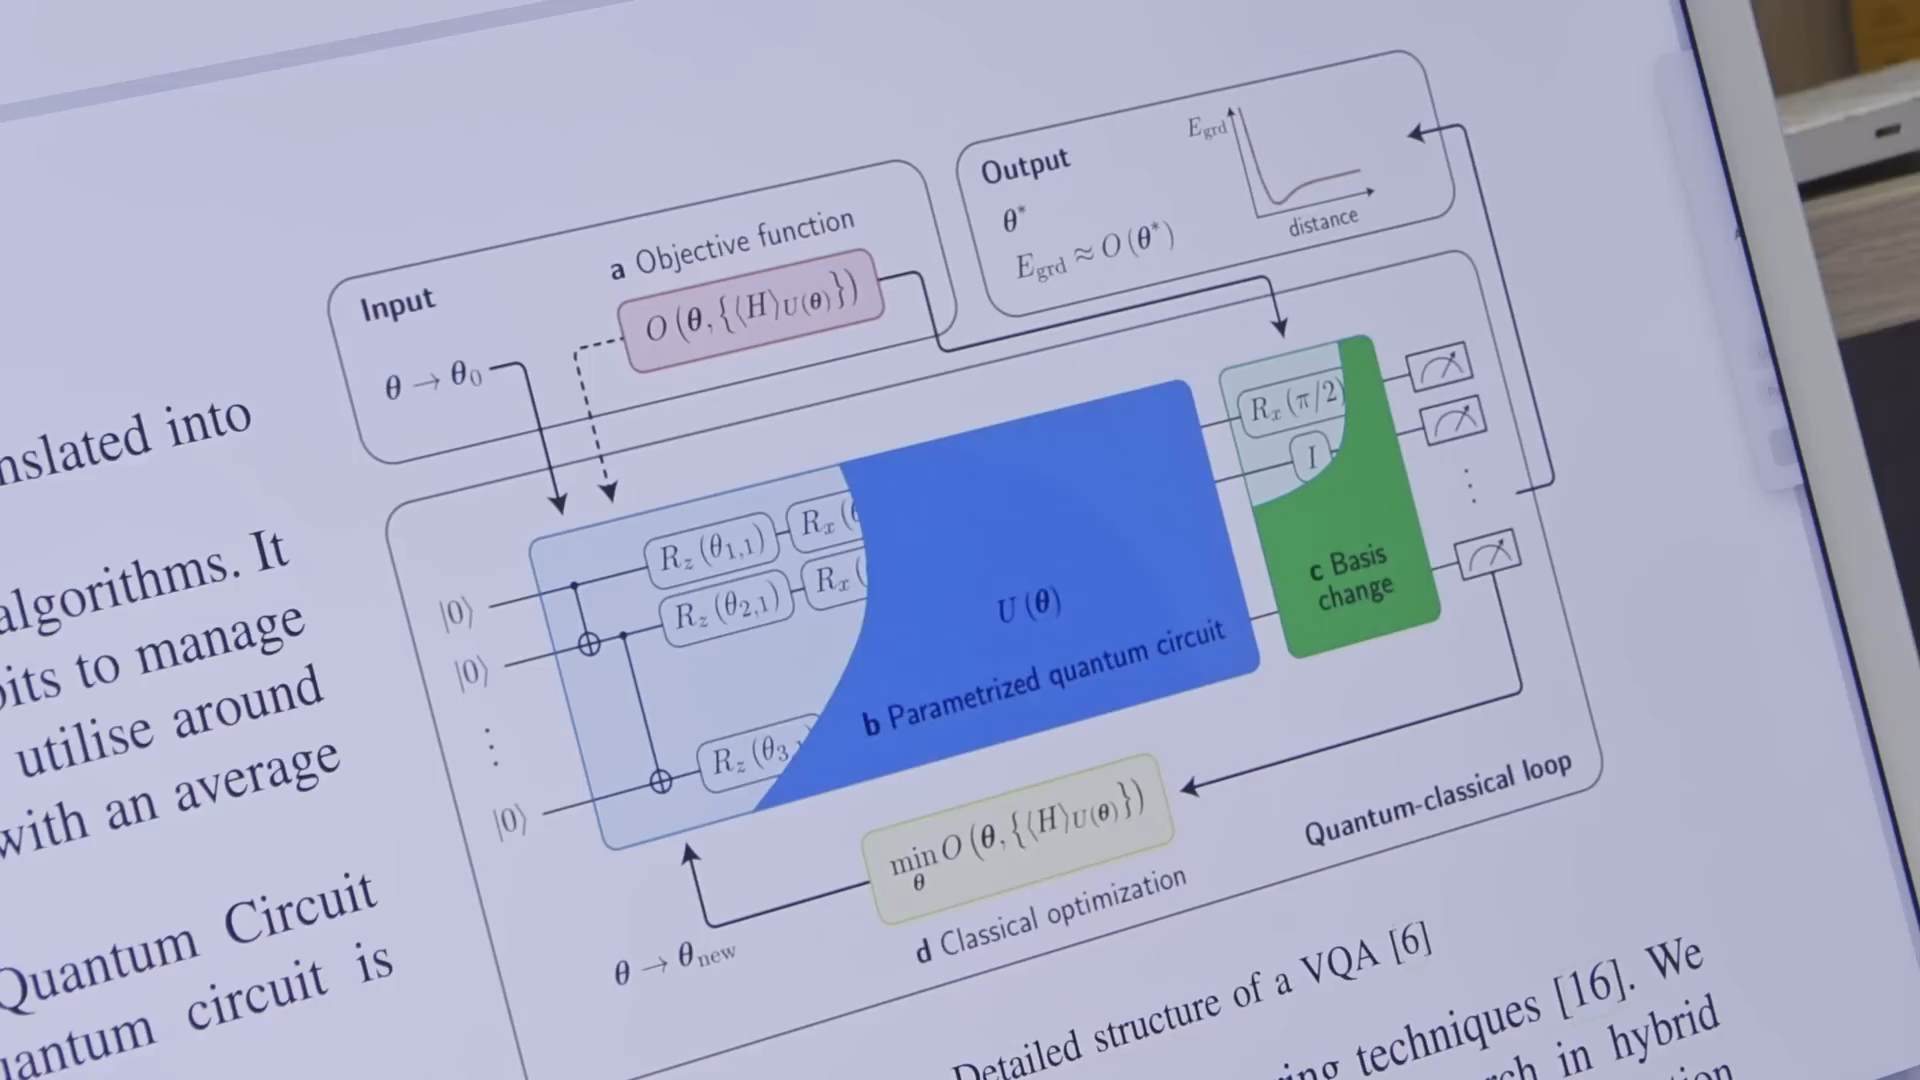 nslated into
algorithms. It
its to manage
utilise around
with an average
Quantum Circuit
quantum circuit is
Input
θ → θ₀
a Objective function
O (θ, {⟨H⟩U(θ)})
Output
θ*
Egrd ≈ O (θ*)
Egrd
distance
|0⟩
|0⟩
⋮
|0⟩
Rz (θ1,1)
Rx (
Rz (θ2,1)
Rx (
Rz (θ3,
U (θ)
b Parametrized quantum circuit
Rx (π/2)
I
c Basis
change
⋮
min O (θ, {⟨H⟩U(θ)})
θ
d Classical optimization
θ → θnew
Quantum-classical loop
Detailed structure of a VQA [6]
techniques [16]. We
in hybrid